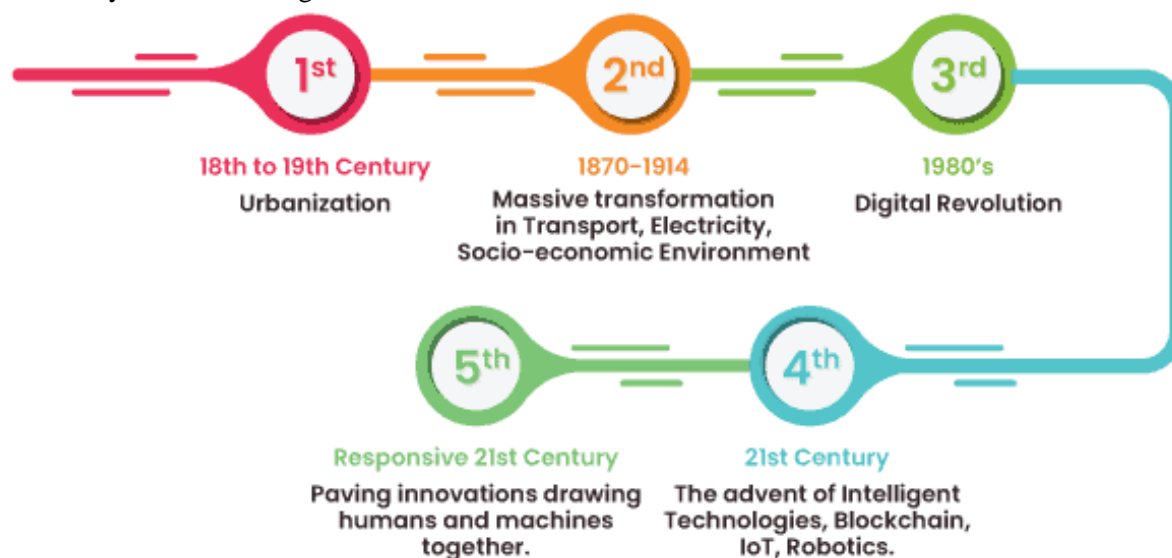 1st
18th to 19th Century
Urbanization
2nd
1870-1914
Massive transformation
in Transport, Electricity,
Socio-economic Environment
3rd
1980's
Digital Revolution
4th
21st Century
The advent of Intelligent
Technologies, Blockchain,
IoT, Robotics.
5th
Responsive 21st Century
Paving innovations drawing
humans and machines
together.